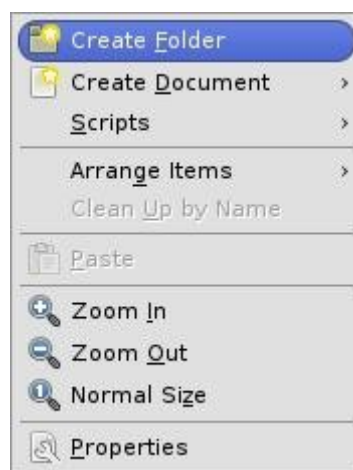 Create Folder
Create Document
Scripts
Arrange Items
Clean Up by Name
Paste
Zoom In
Zoom Out
Normal Size
Properties